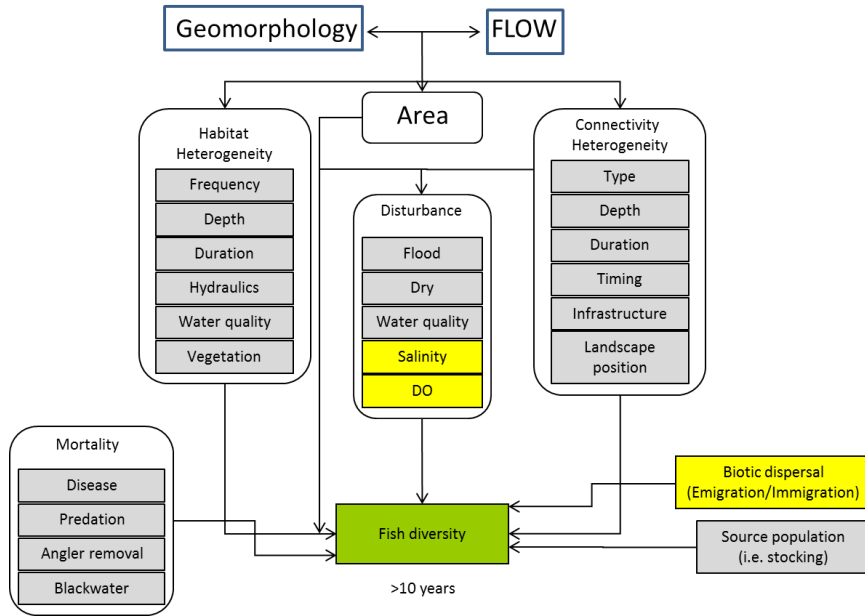 Geomorphology
FLOW
Area
Habitat
Heterogeneity
Frequency
Depth
Duration
Hydraulics
Water quality
Vegetation
Disturbance
Flood
Dry
Water quality
Salinity
DO
Connectivity
Heterogeneity
Type
Depth
Duration
Timing
Infrastructure
Landscape
position
Mortality
Disease
Predation
Angler removal
Blackwater
Fish diversity
>10 years
Biotic dispersal
(Emigration/Immigration)
Source population
(i.e. stocking)